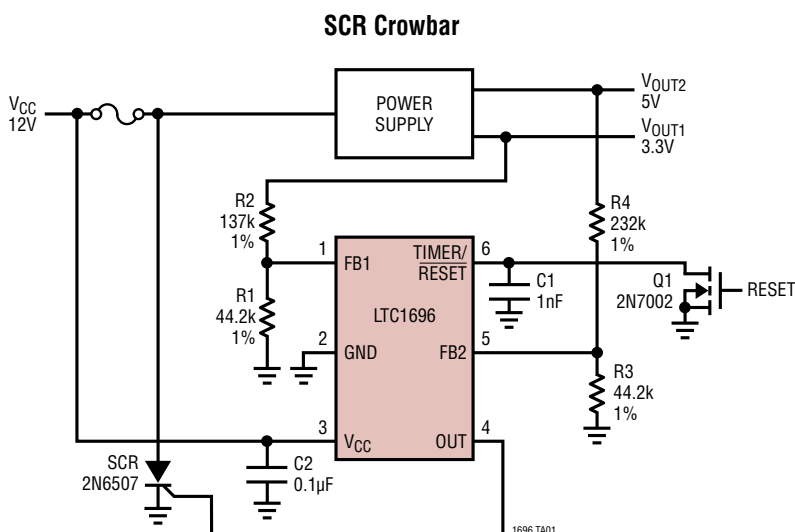 SCR Crowbar
VCC
12V
POWER
SUPPLY
VOUT2
5V
VOUT1
3.3V
R2
137k
1%
R4
232k
1%
1
FB1
TIMER/
RESET
6
C1
1nF
Q1
2N7002
RESET
R1
44.2k
1%
LTC1696
2
GND
FB2
5
R3
44.2k
1%
3
VCC
OUT
4
SCR
2N6507
C2
0.1µF
1696 TA01